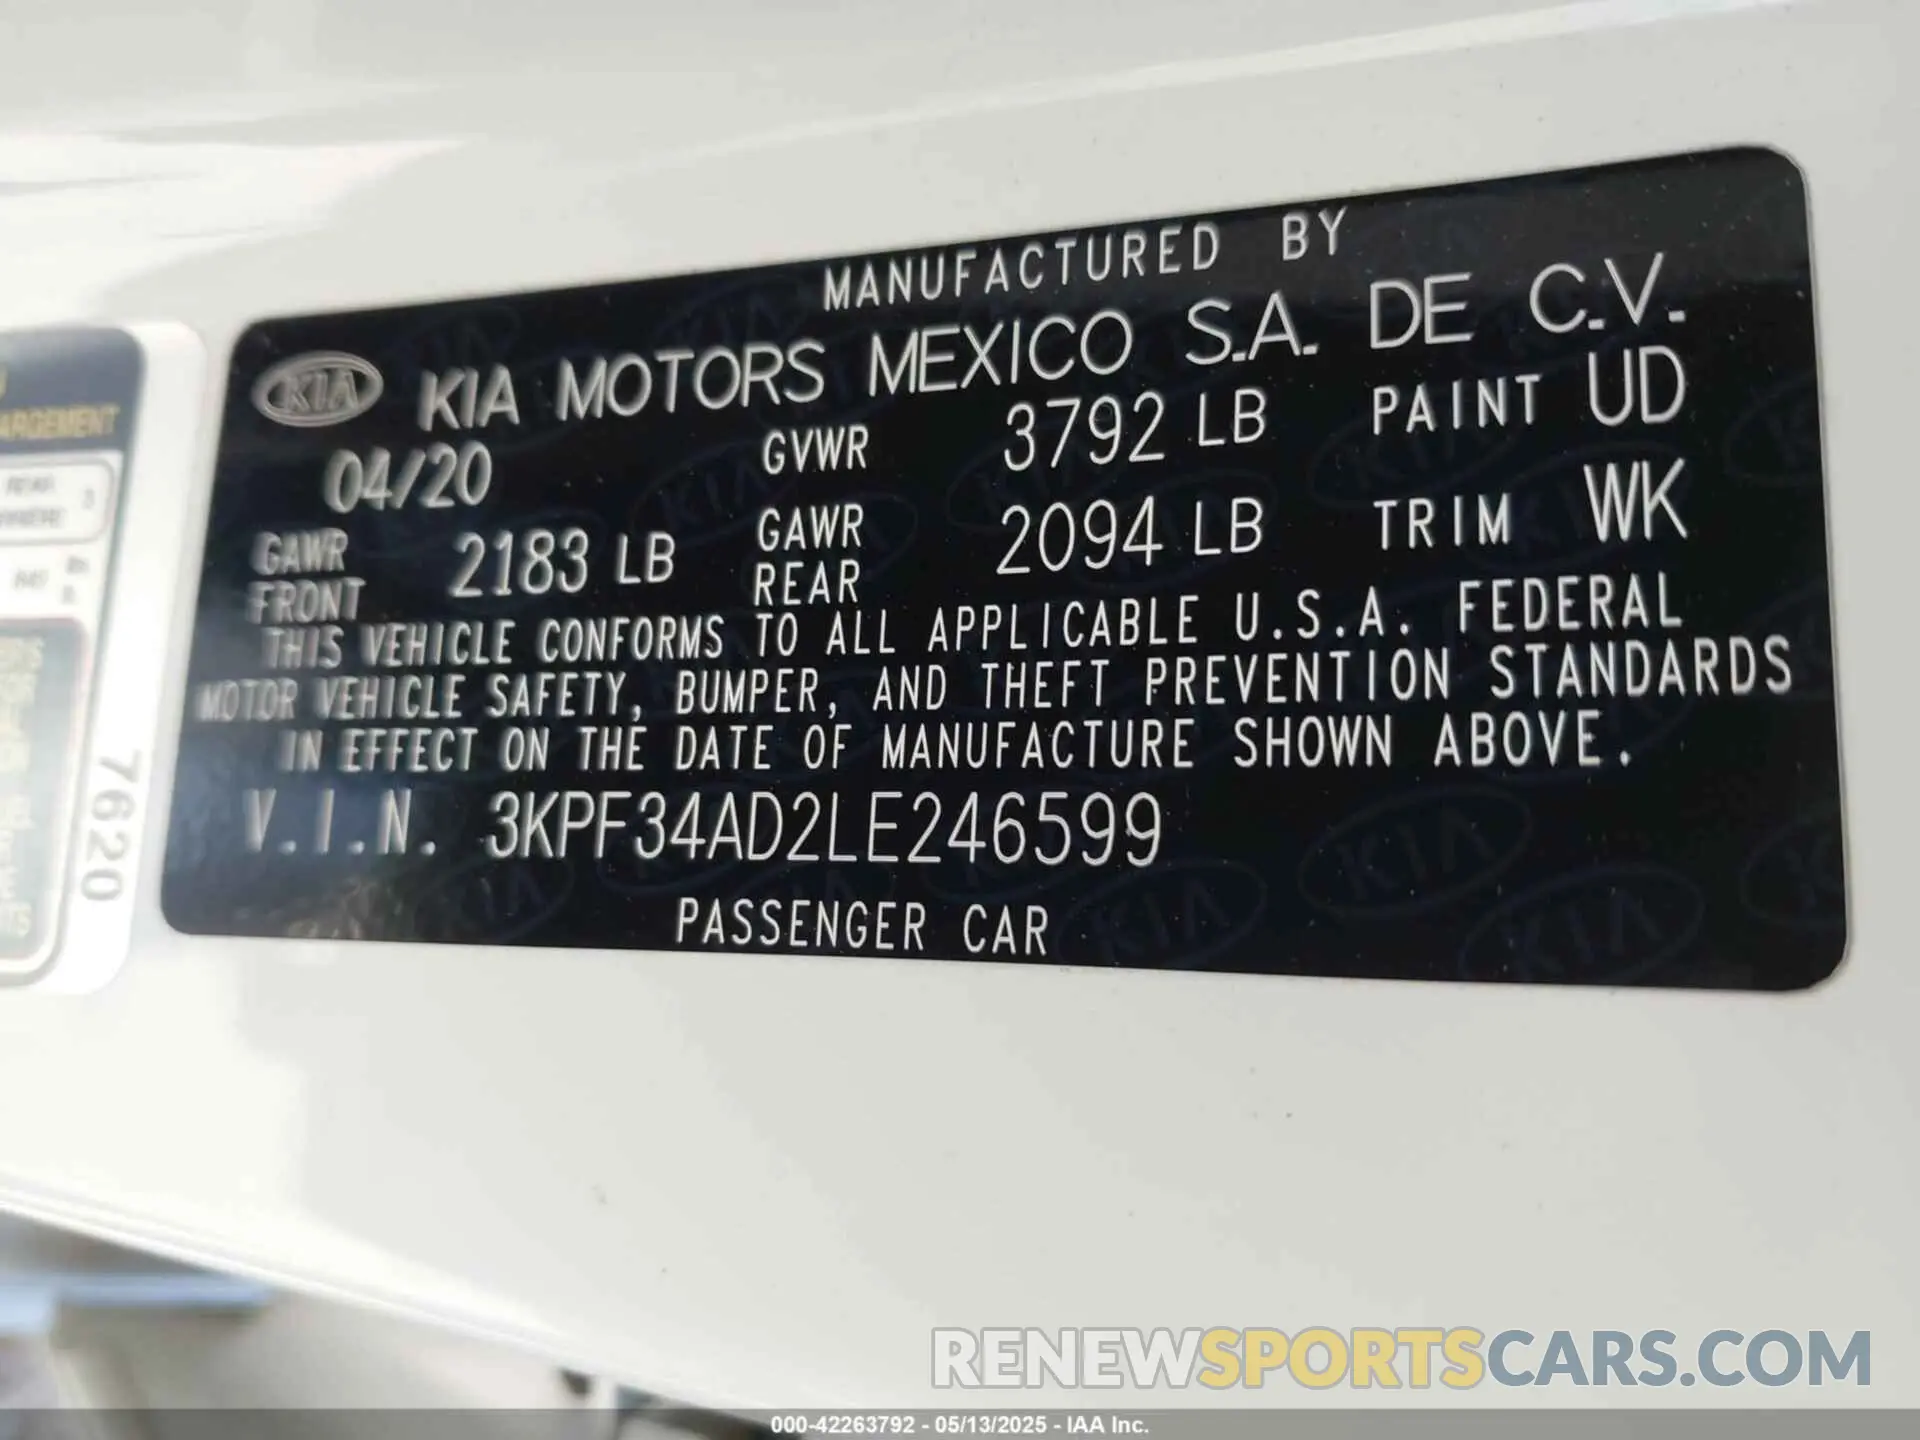 MANUFACTURED BY
KIA KIA MOTORS MEXICO S.A. DE C.V.
04/20 GVWR 3792 LB PAINT UD
GAWR FRONT 2183 LB GAWR REAR 2094 LB TRIM WK
THIS VEHICLE CONFORMS TO ALL APPLICABLE U.S.A. FEDERAL
MOTOR VEHICLE SAFETY, BUMPER, AND THEFT PREVENTION STANDARDS
IN EFFECT ON THE DATE OF MANUFACTURE SHOWN ABOVE.
V.I.N. 3KPF34AD2LE246599
PASSENGER CAR
7620
RENEWSPORTSCARS.COM
000-42263792 - 05/13/2025 - IAA Inc.